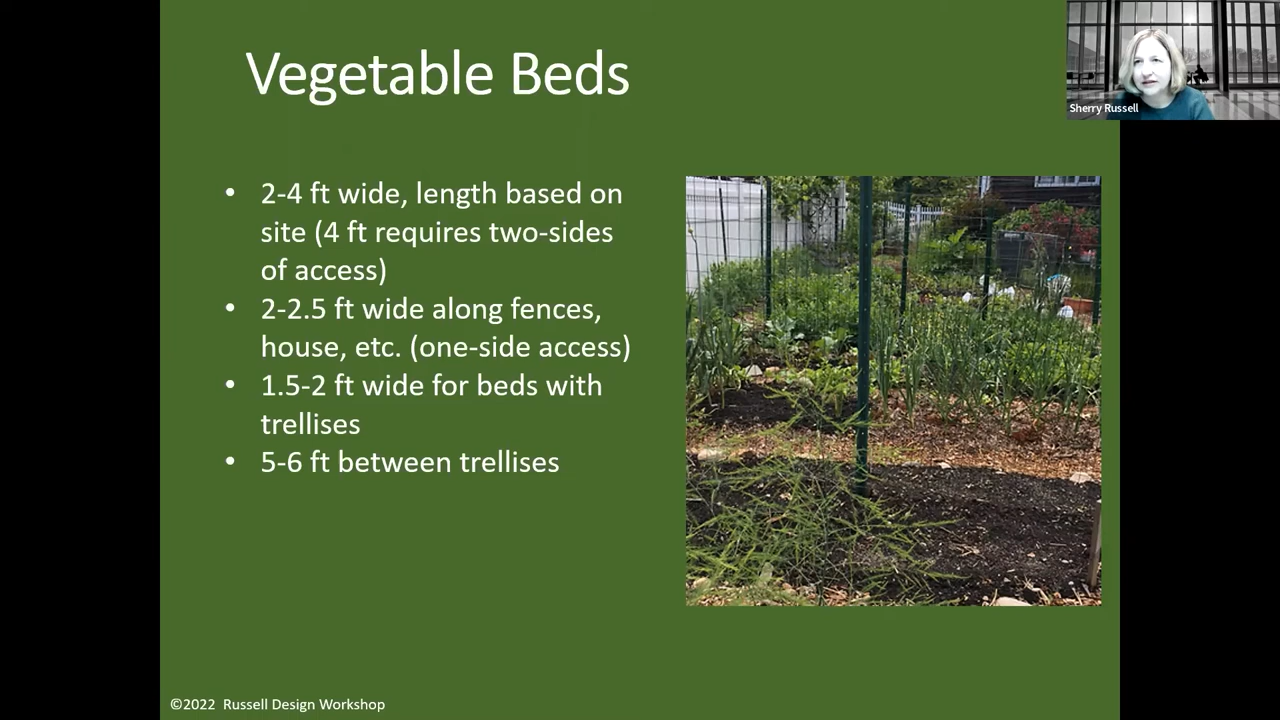 Vegetable Beds
Sherry Russell
• 2-4 ft wide, length based on
site (4 ft requires two-sides
of access)
• 2-2.5 ft wide along fences,
house, etc. (one-side access)
• 1.5-2 ft wide for beds with
trellises
• 5-6 ft between trellises
©2022 Russell Design Workshop